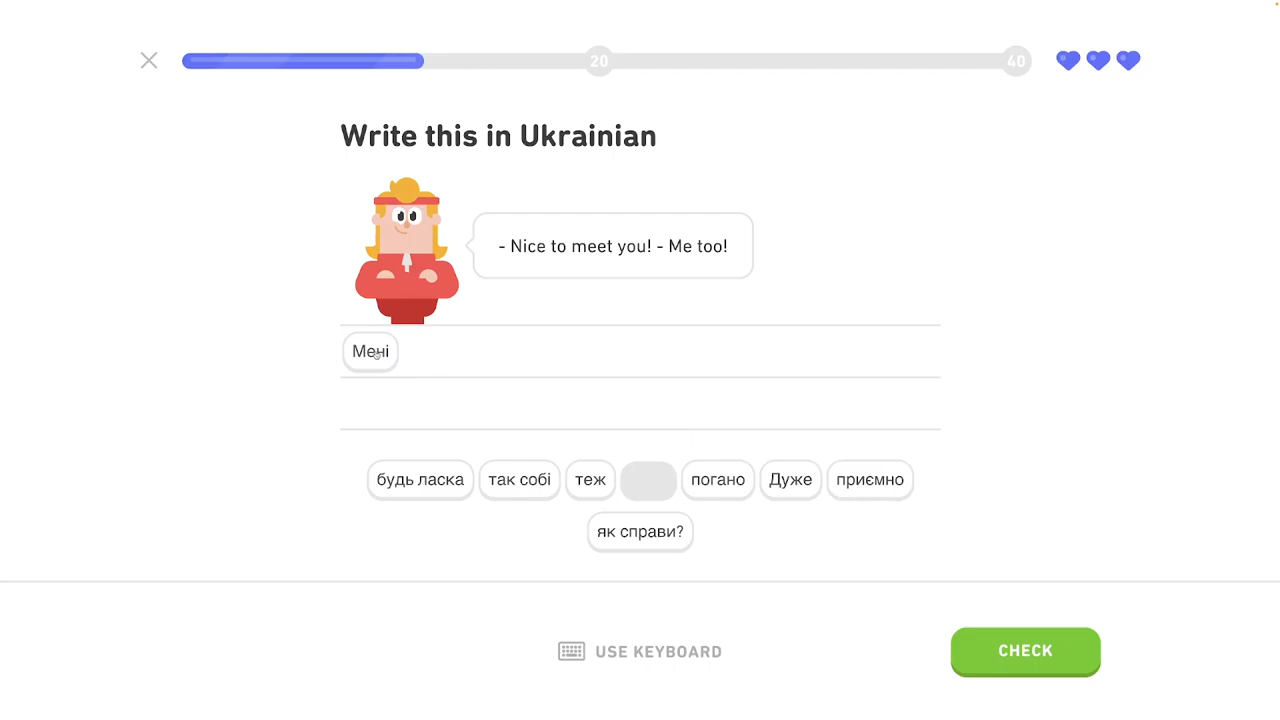 20
40
Write this in Ukrainian
- Nice to meet you! - Me too!
Мені
будь ласка так собі теж погано Дуже приємно
як справи?
USE KEYBOARD
CHECK